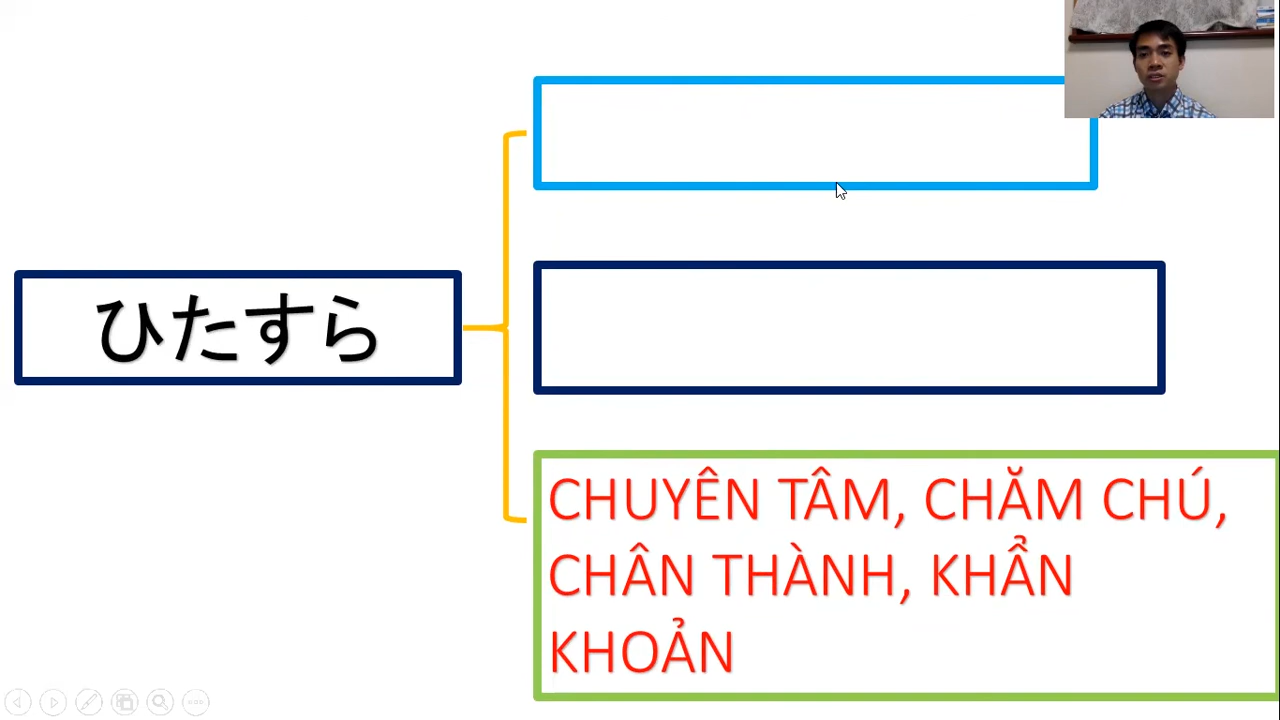 ひたすら
CHUYÊN TÂM, CHĂM CHÚ,
CHÂN THÀNH, KHẨN
KHOẢN